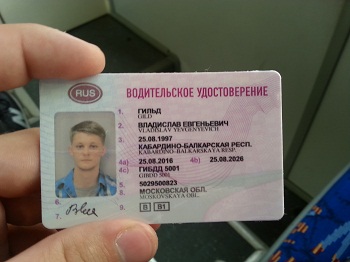 RUS
ВОДИТЕЛЬСКОЕ УДОСТОВЕРЕНИЕ
1. ГИЛЬД
GILD
2. ВЛАДИСЛАВ ЕВГЕНЬЕВИЧ
VLADISLAV YEVGENYEVICH
3. 25.08.1997
КАБАРДИНО-БАЛКАРСКАЯ РЕСП.
KABARDINO-BALKARSKAYA RESP.
4a) 25.08.2016 4b) 25.08.2026
4c) ГИБДД 5001
GIBDD 5001
5. 5029500823
8. МОСКОВСКАЯ ОБЛ.
MOSKOVSKAYA OBL.
6.
7.
9. B B1